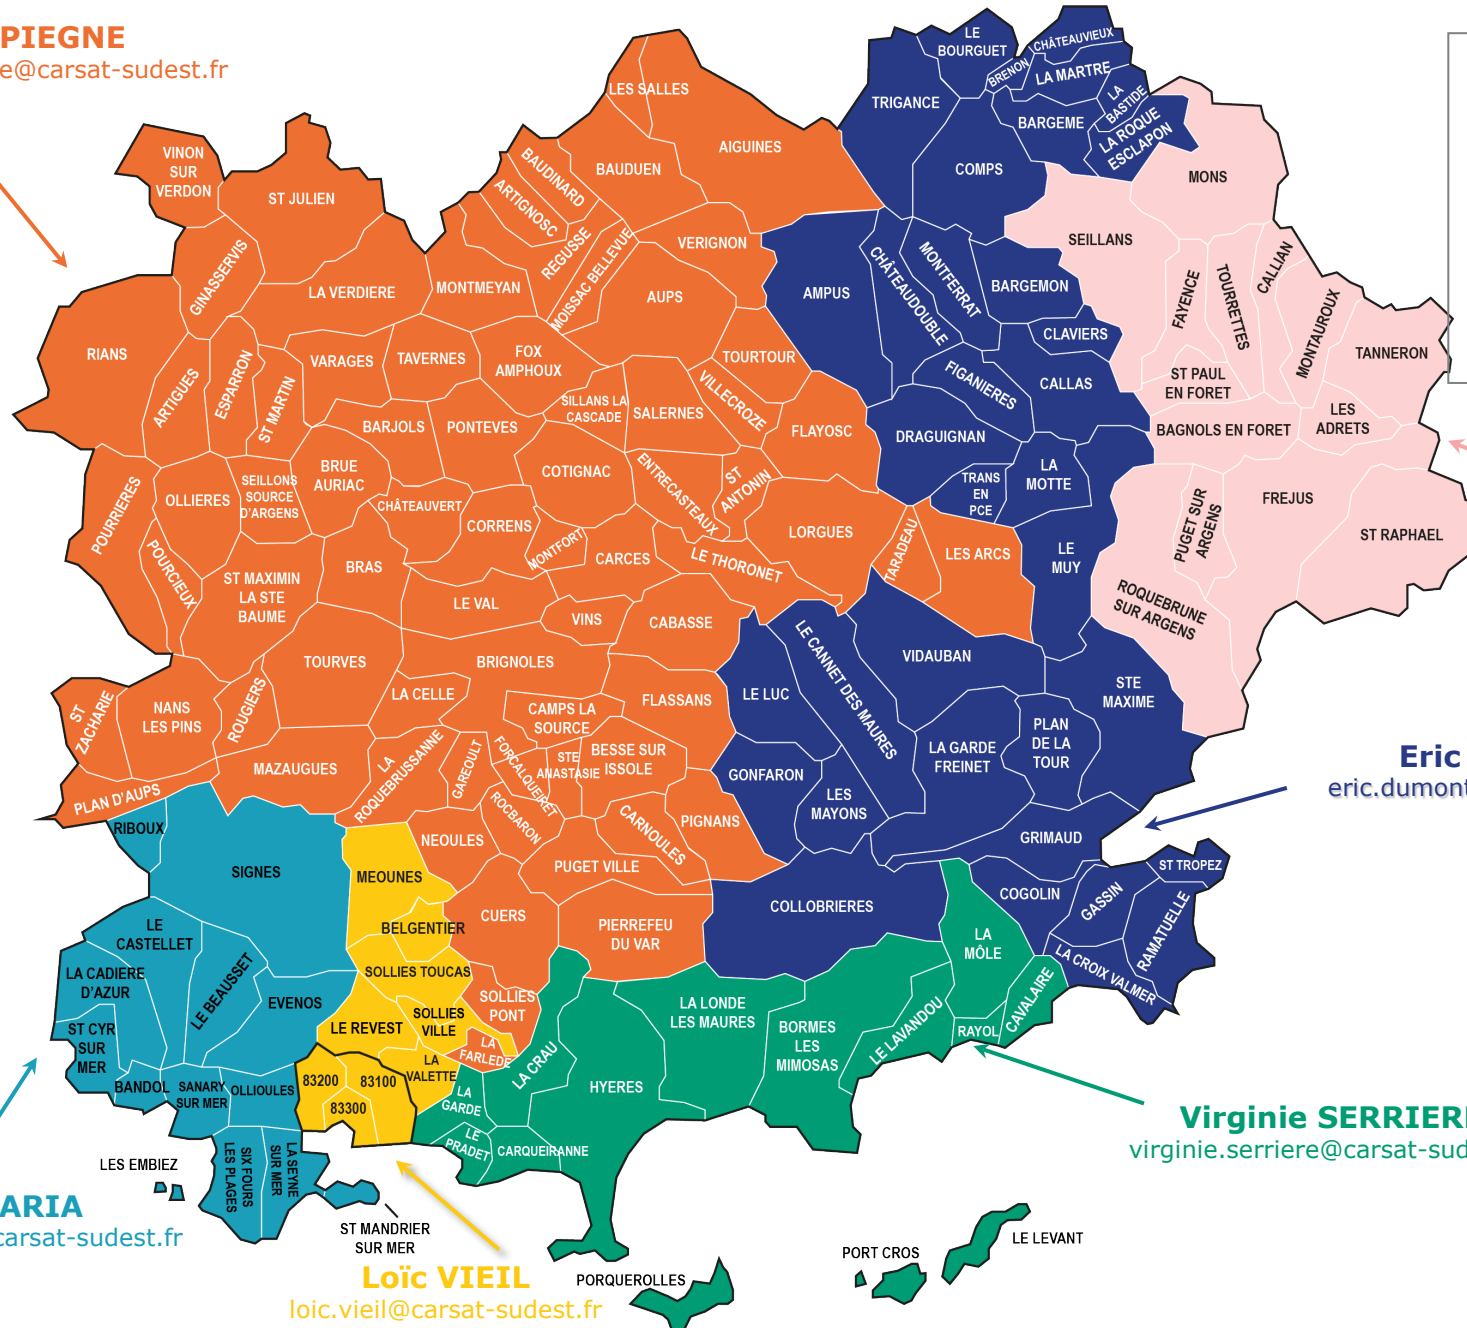 PIEGNE
e@carsat-sudest.fr
LE
BOURGUET
CHÂTEAUVIEUX
BRENON
LA MARTRE
LA
BASTIDE
TRIGANCE
BARGEME
LA ROQUE
ESCLAPON
COMPS
MONS
LES SALLES
AIGUINES
BAUDUEN
BAUDINARD
ARTIGNOSC
VINON
SUR
VERDON
ST JULIEN
REGUSSE
MOISSAC BELLEVUE
VERIGNON
SEILLANS
GINASSERVIS
LA VERDIERE
MONTMEYAN
AUPS
AMPUS
CHÂTEAUDOUBLE
MONTFERRAT
BARGEMON
CLAVIERS
FAYENCE
TOURRETTES
CALLIAN
MONTAUROUX
TANNERON
RIANS
ARTIGUES
ESPARRON
ST MARTIN
VARAGES
TAVERNES
FOX
AMPHOUX
TOURTOUR
FIGANIERES
CALLAS
ST PAUL
EN FORET
LES
ADRETS
BARJOLS
PONTEVES
SILLANS LA
CASCADE
SALERNES
VILLECROZE
FLAYOSC
DRAGUIGNAN
BAGNOLS EN FORET
POURRIERES
OLLIERES
SEILLONS
SOURCE
D'ARGENS
BRUE
AURIAC
CHÂTEAUVERT
COTIGNAC
ENTRECASTEAUX
ST
ANTONIN
TRANS
EN
PCE
LA
MOTTE
PUGET SUR
ARGENS
FREJUS
ST RAPHAEL
POURCIEUX
ST MAXIMIN
LA STE
BAUME
BRAS
CORRENS
MONTFORT
CARCES
LE THORONET
LORGUES
TARADEAU
LES ARCS
LE
MUY
ROQUEBRUNE
SUR ARGENS
LE VAL
VINS
CABASSE
TOURVES
BRIGNOLES
LE CANNET DES MAURES
VIDAUBAN
ST
ZACHARIE
NANS
LES PINS
ROUGIERS
LA CELLE
CAMPS LA
SOURCE
FLASSANS
LE LUC
STE
MAXIME
MAZAUGUES
LA
ROQUEBRUSSANNE
GAREOULT
FORCALQUEIRET
STE
ANASTASIE
BESSE SUR
ISSOLE
GONFARON
LES
MAYONS
LA GARDE
FREINET
PLAN
DE LA
TOUR
Eric
eric.dumont
PLAN D'AUPS
RIBOUX
NEOULES
ROCBARON
CARNOULES
PIGNANS
GRIMAUD
SIGNES
MEOUNES
PUGET VILLE
COGOLIN
GASSIN
ST TROPEZ
RAMATUELLE
LE
CASTELLET
BELGENTIER
CUERS
PIERREFEU
DU VAR
COLLOBRIERES
LA
MÔLE
LA CROIX VALMER
LA CADIERE
D'AZUR
LE BEAUSSET
EVENOS
SOLLIES TOUCAS
SOLLIES
PONT
LA LONDE
LES MAURES
BORMES
LES
MIMOSAS
LE LAVANDOU
RAYOL
CAVALAIRE
ST CYR
SUR
MER
LE REVEST
SOLLIES
VILLE
LA
FARLEDE
LA
VALETTE
LA CRAU
HYERES
BANDOL
SANARY
SUR MER
OLLIOULES
83200
83100
83300
LA
GARDE
LE
PRADET
CARQUEIRANNE
Virginie SERRIER
virginie.serriere@carsat-sud
LES EMBIEZ
SIX FOURS
LES PLAGES
LA SEYNE
SUR MER
ARIA
carsat-sudest.fr
ST MANDRIER
SUR MER
Loïc VIEIL
loic.vieil@carsat-sudest.fr
PORQUEROLLES
PORT CROS
LE LEVANT